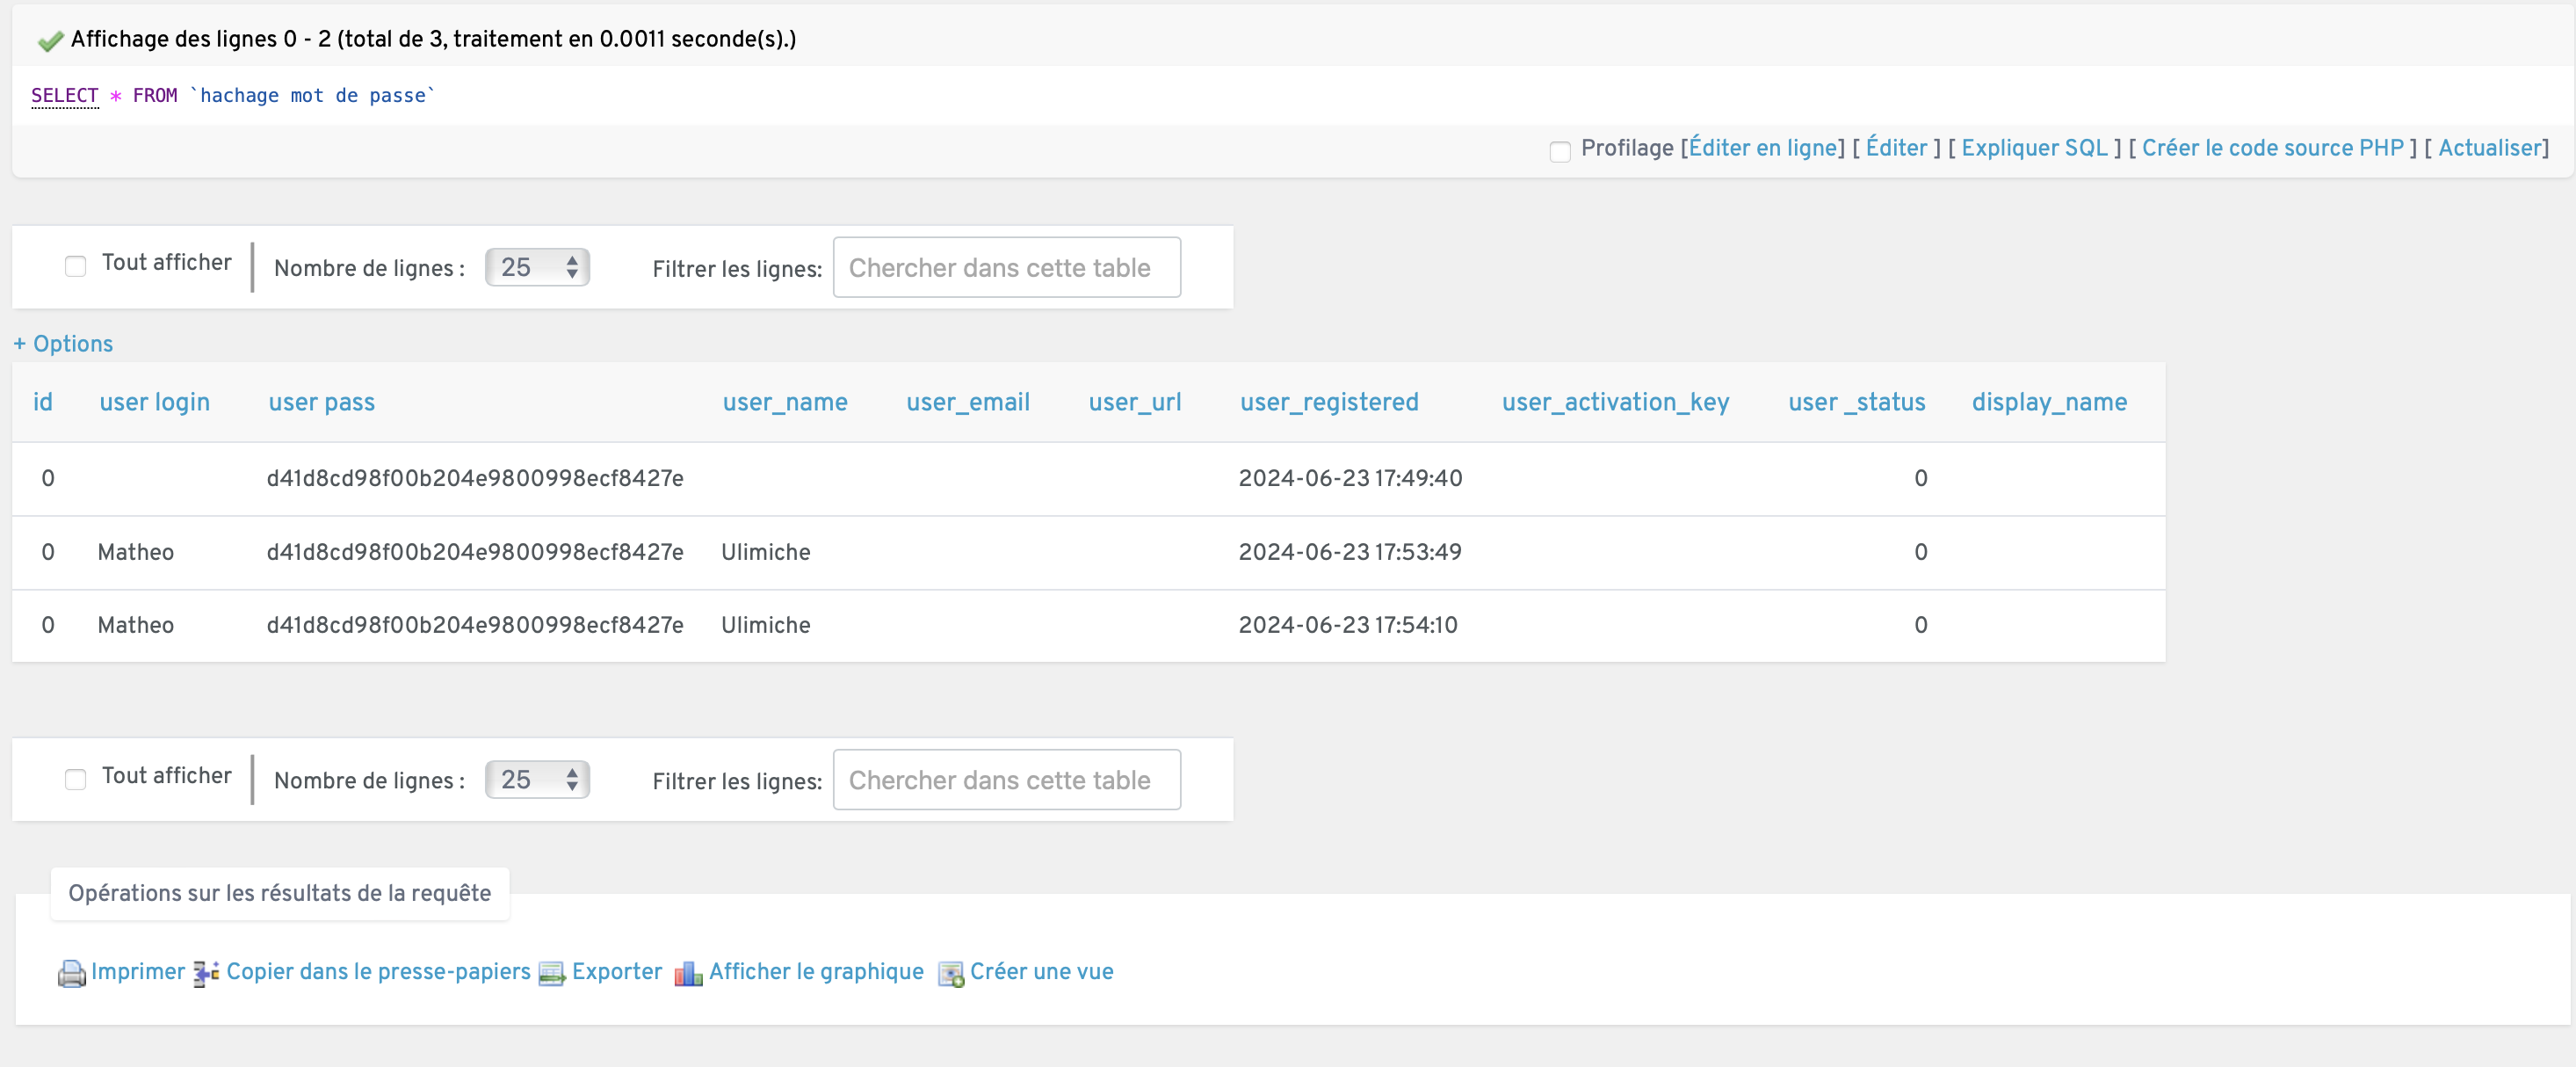 Affichage des lignes 0 - 2 (total de 3, traitement en 0.0011 seconde(s).)
SELECT * FROM `hachage mot de passe`
Profilage [Éditer en ligne] [ Éditer ] [ Expliquer SQL ] [ Créer le code source PHP ] [ Actualiser]
Tout afficher Nombre de lignes : 25 Filtrer les lignes: Chercher dans cette table
+ Options
id user login user pass user_name user_email user_url user_registered user_activation_key user _status display_name
0 d41d8cd98f00b204e9800998ecf8427e 2024-06-23 17:49:40 0
0 Matheo d41d8cd98f00b204e9800998ecf8427e Ulimiche 2024-06-23 17:53:49 0
0 Matheo d41d8cd98f00b204e9800998ecf8427e Ulimiche 2024-06-23 17:54:10 0
Tout afficher Nombre de lignes : 25 Filtrer les lignes: Chercher dans cette table
Opérations sur les résultats de la requête
Imprimer Copier dans le presse-papiers Exporter Afficher le graphique Créer une vue